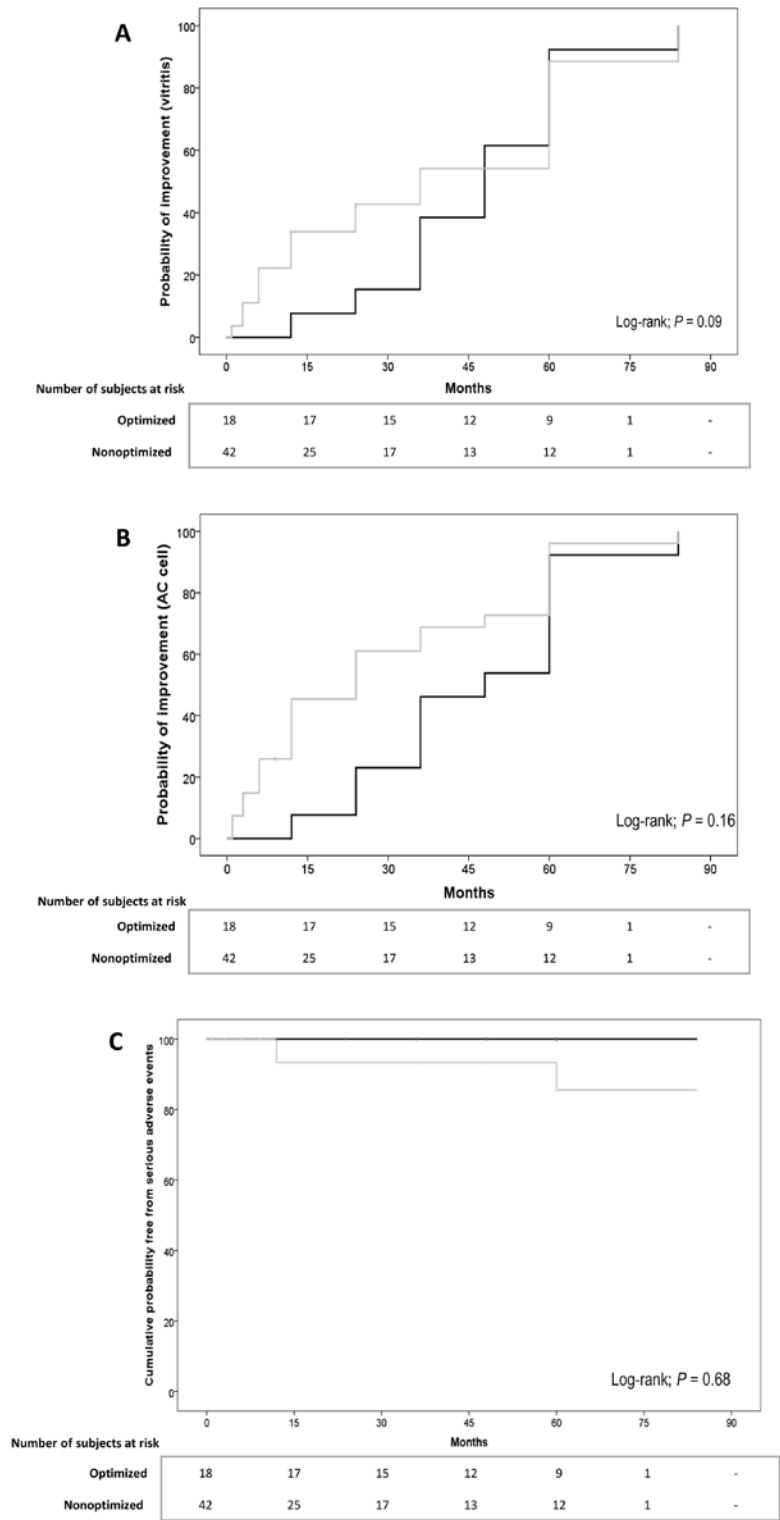 A
Probability of improvement (vitritis)
100
80
60
40
20
0
Log-rank; P = 0.09
0 15 30 45 60 75 90
Number of subjects at risk
Months
Optimized 18 17 15 12 9 1 -
Nonoptimized 42 25 17 13 12 1 -
B
Probability of improvement (AC cell)
100
80
60
40
20
0
Log-rank; P = 0.16
0 15 30 45 60 75 90
Number of subjects at risk
Months
Optimized 18 17 15 12 9 1 -
Nonoptimized 42 25 17 13 12 1 -
C
Cumulative probability free from serious adverse events
100
80
60
40
20
0
Log-rank; P = 0.68
0 15 30 45 60 75 90
Number of subjects at risk
Months
Optimized 18 17 15 12 9 1 -
Nonoptimized 42 25 17 13 12 1 -